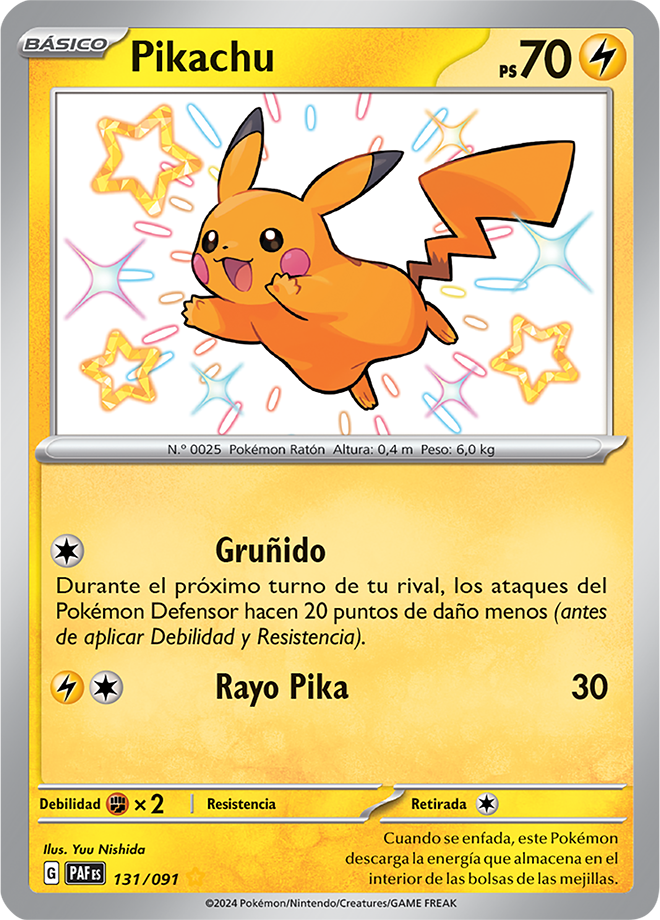 BÁSICO
Pikachu
PS 70
N.º 0025 Pokémon Ratón Altura: 0,4 m Peso: 6,0 kg
Gruñido
Durante el próximo turno de tu rival, los ataques del
Pokémon Defensor hacen 20 puntos de daño menos (antes
de aplicar Debilidad y Resistencia).
Rayo Pika 30
Debilidad × 2 Resistencia Retirada
Ilus. Yuu Nishida
G PAF ES 131/091
Cuando se enfada, este Pokémon
descarga la energía que almacena en el
interior de las bolsas de las mejillas.
©2024 Pokémon/Nintendo/Creatures/GAME FREAK